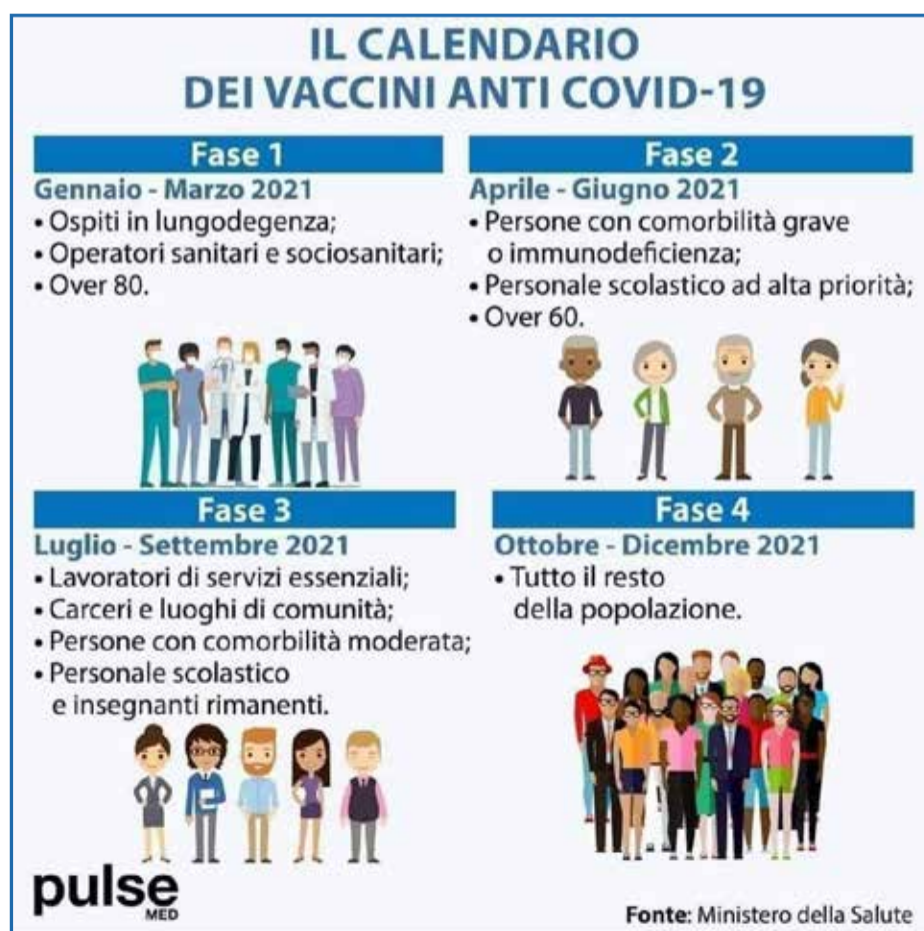 IL CALENDARIO
DEI VACCINI ANTI COVID-19
Fase 1
Gennaio - Marzo 2021
• Ospiti in lungodegenza;
• Operatori sanitari e sociosanitari;
• Over 80.
Fase 2
Aprile - Giugno 2021
• Persone con comorbilità grave
o immunodeficienza;
• Personale scolastico ad alta priorità;
• Over 60.
Fase 3
Luglio - Settembre 2021
• Lavoratori di servizi essenziali;
• Carceri e luoghi di comunità;
• Persone con comorbilità moderata;
• Personale scolastico
e insegnanti rimanenti.
Fase 4
Ottobre - Dicembre 2021
• Tutto il resto
della popolazione.
pulse
MED
Fonte: Ministero della Salute